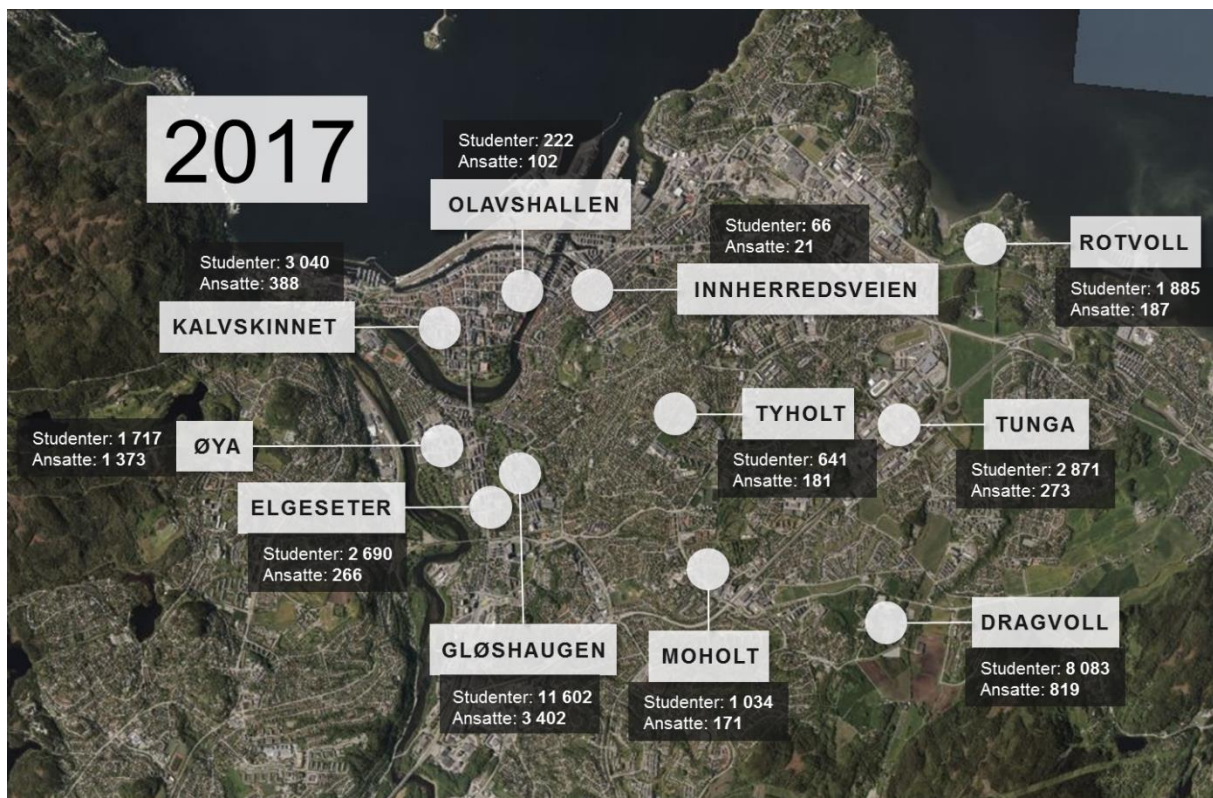 2017
Studenter: 222
Ansatte: 102
OLAVSHALLEN
Studenter: 66
Ansatte: 21
INNHERREDSVEIEN
ROTVOLL
Studenter: 1 885
Ansatte: 187
Studenter: 3 040
Ansatte: 388
KALVSKINNET
TYHOLT
Studenter: 641
Ansatte: 181
TUNGA
Studenter: 2 871
Ansatte: 273
Studenter: 1 717
Ansatte: 1 373
ØYA
ELGESETER
Studenter: 2 690
Ansatte: 266
GLØSHAUGEN
Studenter: 11 602
Ansatte: 3 402
MOHOLT
Studenter: 1 034
Ansatte: 171
DRAGVOLL
Studenter: 8 083
Ansatte: 819